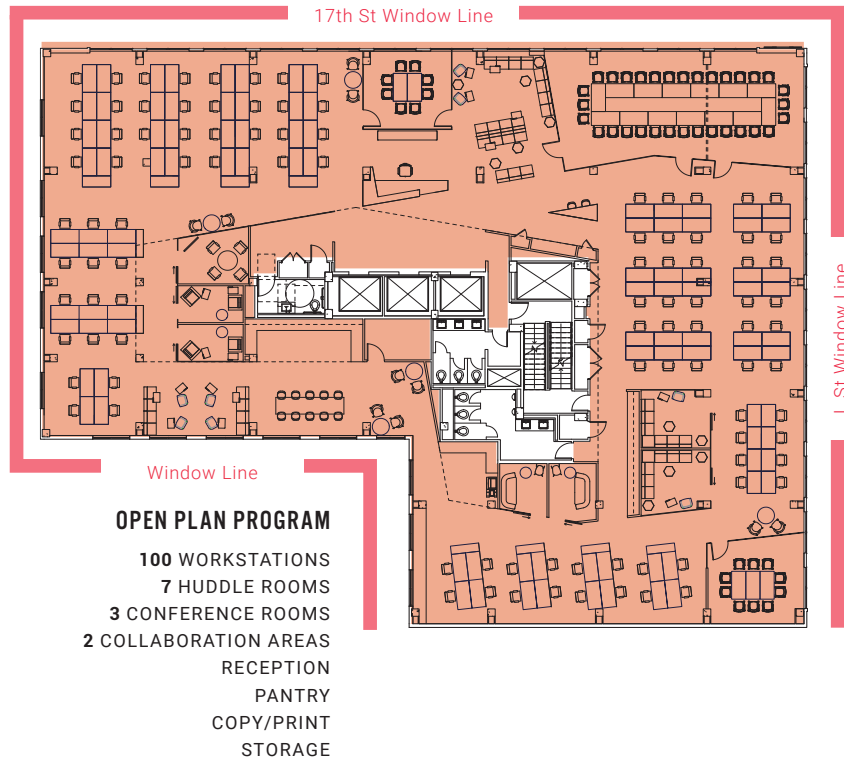 17th St Window Line
L St Window Line
Window Line
OPEN PLAN PROGRAM
100 WORKSTATIONS
7 HUDDLE ROOMS
3 CONFERENCE ROOMS
2 COLLABORATION AREAS
RECEPTION
PANTRY
COPY/PRINT
STORAGE